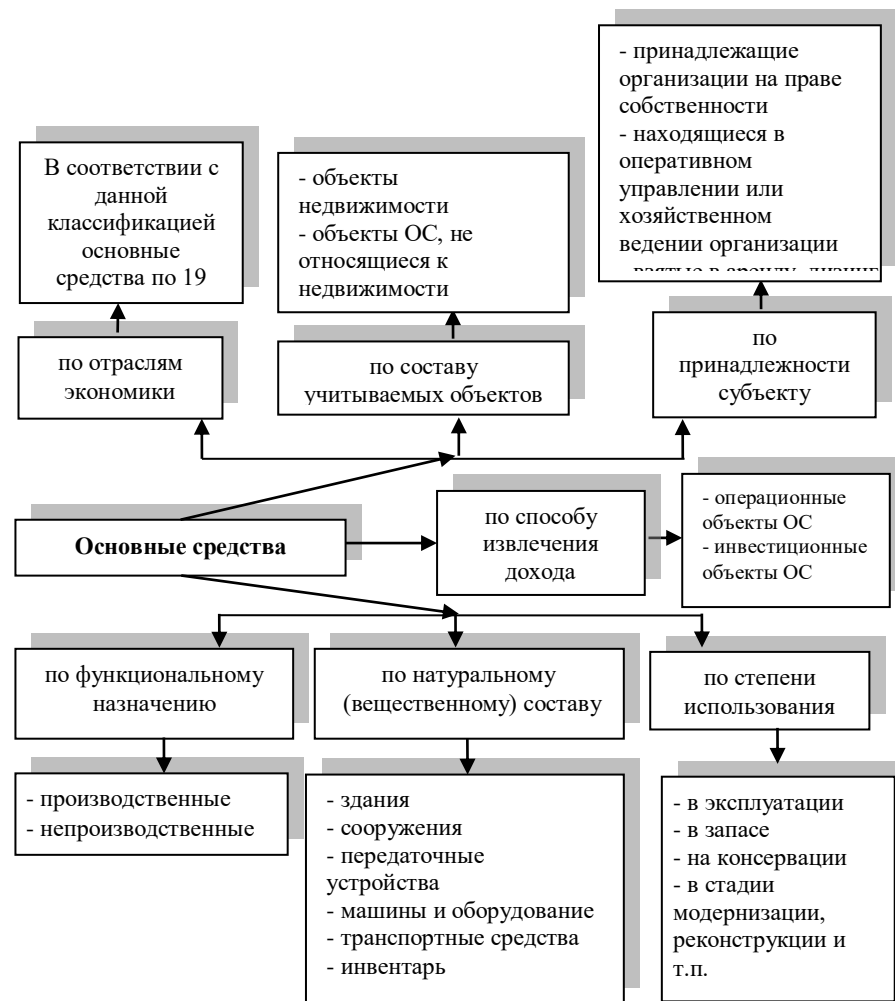 В соответствии с
данной
классификацией
основные
средства по 19
- объекты
недвижимости
- объекты ОС, не
относящиеся к
недвижимости
- принадлежащие
организации на праве
собственности
- находящиеся в
оперативном
управлении или
хозяйственном
ведении организации
- взятые в аренду, лизинг
по отраслям
экономики
по составу
учитываемых объектов
по
принадлежности
субъекту
Основные средства
по способу
извлечения
дохода
- операционные
объекты ОС
- инвестиционные
объекты ОС
по функциональному
назначению
по натуральному
(вещественному) составу
по степени
использования
- производственные
- непроизводственные
- здания
- сооружения
- передаточные
устройства
- машины и оборудование
- транспортные средства
- инвентарь
- в эксплуатации
- в запасе
- на консервации
- в стадии
модернизации,
реконструкции и
т.п.